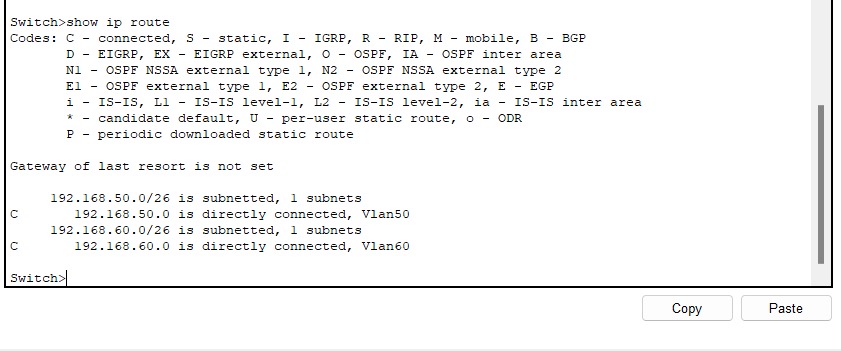 Switch>show ip route
Codes: C - connected, S - static, I - IGRP, R - RIP, M - mobile, B - BGP
       D - EIGRP, EX - EIGRP external, O - OSPF, IA - OSPF inter area
       N1 - OSPF NSSA external type 1, N2 - OSPF NSSA external type 2
       E1 - OSPF external type 1, E2 - OSPF external type 2, E - EGP
       i - IS-IS, L1 - IS-IS level-1, L2 - IS-IS level-2, ia - IS-IS inter area
       * - candidate default, U - per-user static route, o - ODR
       P - periodic downloaded static route
Gateway of last resort is not set
     192.168.50.0/26 is subnetted, 1 subnets
C       192.168.50.0 is directly connected, Vlan50
     192.168.60.0/26 is subnetted, 1 subnets
C       192.168.60.0 is directly connected, Vlan60
Switch>
Copy Paste